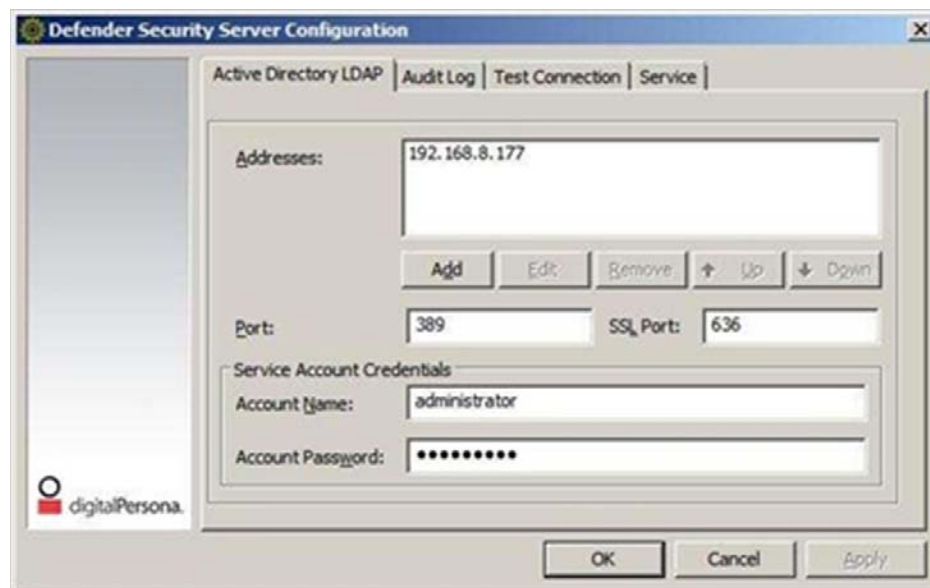 Defender Security Server Configuration
Active Directory LDAP Audit Log Test Connection Service
Addresses: 192.168.8.177
Add Edit Remove Up Down
Port: 389 SSL Port: 636
Service Account Credentials
Account Name: administrator
Account Password: •••••••••
digitalPersona.
OK Cancel Apply